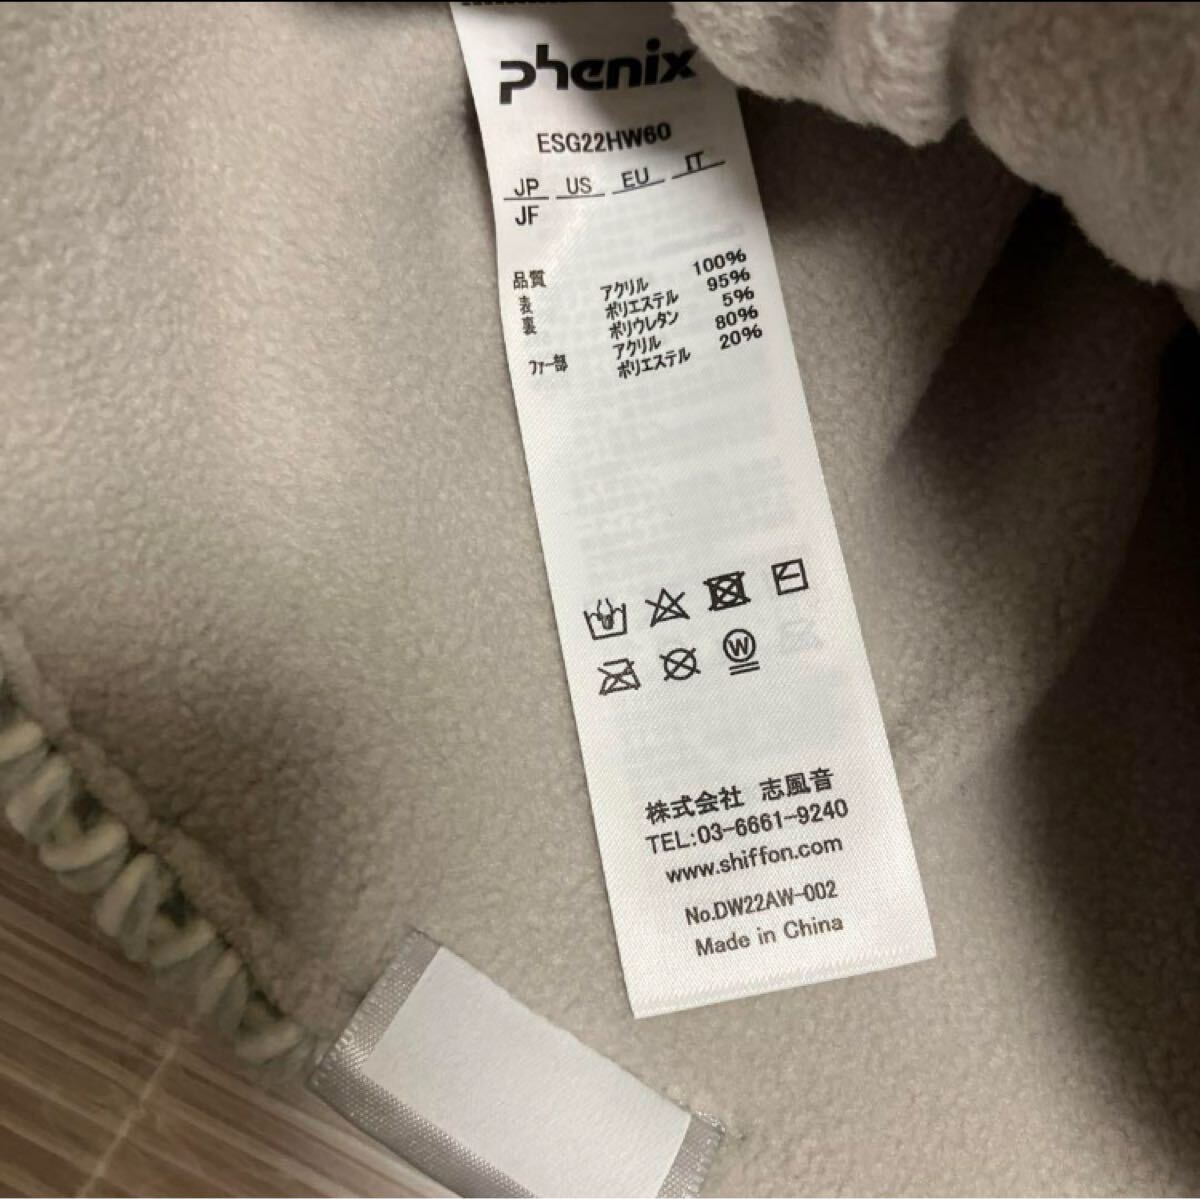 phenix
ESG22HW60
JP US EU IT
JF
品質
表 アクリル 100%
裏 ポリエステル 95%
ポリウレタン 5%
ファー部 アクリル 80%
ポリエステル 20%
W
株式会社 志風音
TEL:03-6661-9240
www.shiffon.com
No.DW22AW-002
Made in China